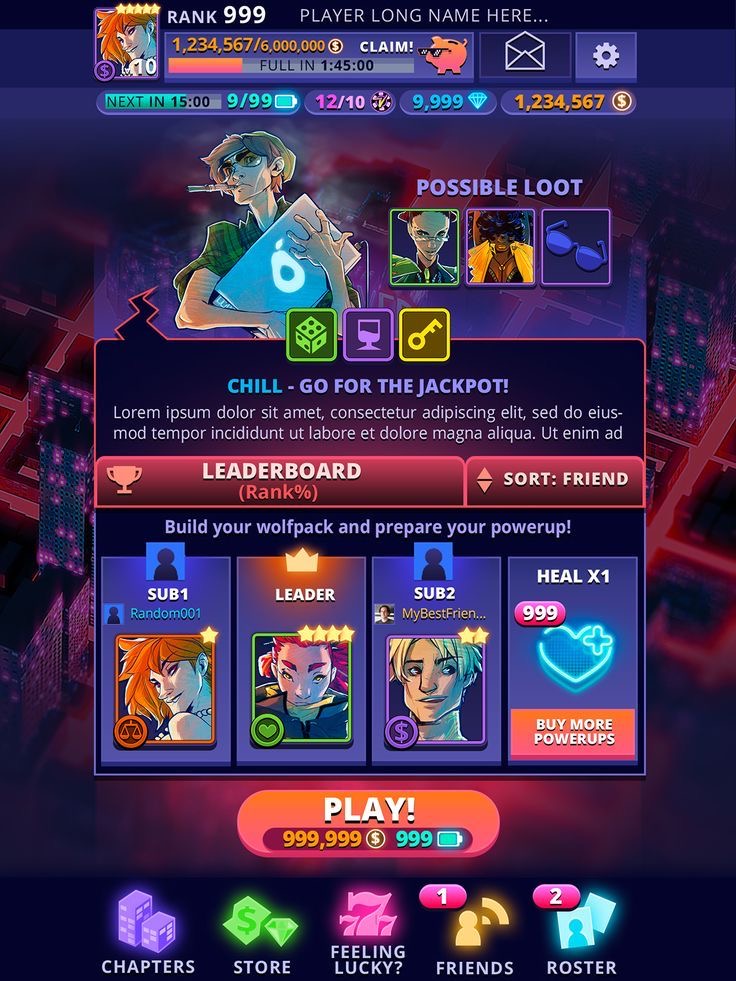 RANK 999
PLAYER LONG NAME HERE...
1,234,567/6,000,000 $ CLAIM!
FULL IN 1:45:00
10
$
NEXT IN 15:00 9/99
12/10
9,999
1,234,567 $
POSSIBLE LOOT
CHILL - GO FOR THE JACKPOT!
Lorem ipsum dolor sit amet, consectetur adipiscing elit, sed do eius-
mod tempor incididunt ut labore et dolore magna aliqua. Ut enim ad
LEADERBOARD
(Rank%)
SORT: FRIEND
Build your wolfpack and prepare your powerup!
SUB1
Random001
LEADER
SUB2
MyBestFrien...
$
HEAL X1
999
BUY MORE
POWERUPS
PLAY!
999,999 $ 999
CHAPTERS
$
STORE
777
FEELING
LUCKY?
1
FRIENDS
2
ROSTER